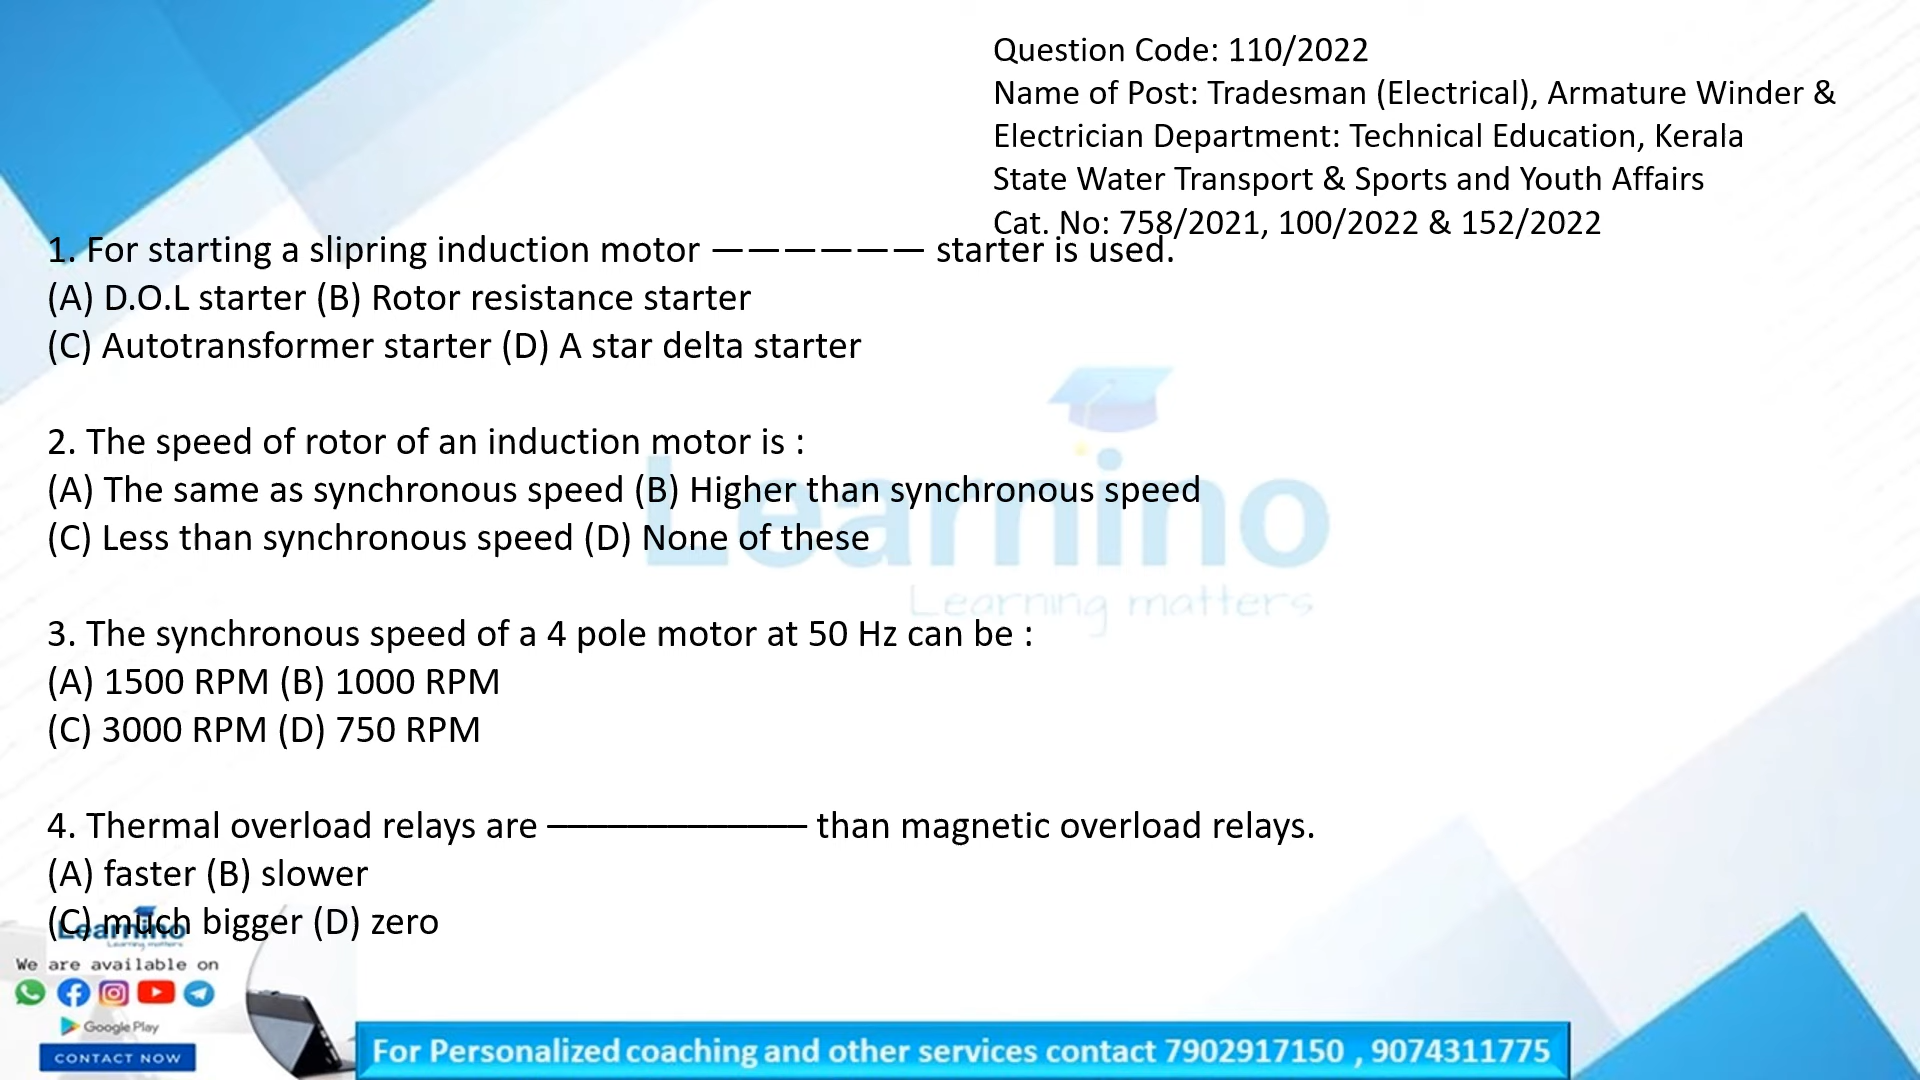 Question Code: 110/2022
Name of Post: Tradesman (Electrical), Armature Winder &
Electrician Department: Technical Education, Kerala
State Water Transport & Sports and Youth Affairs
Cat. No: 758/2021, 100/2022 & 152/2022
1. For starting a slipring induction motor —————— starter is used.
(A) D.O.L starter (B) Rotor resistance starter
(C) Autotransformer starter (D) A star delta starter
2. The speed of rotor of an induction motor is :
(A) The same as synchronous speed (B) Higher than synchronous speed
(C) Less than synchronous speed (D) None of these
Learnino
Learning matters
3. The synchronous speed of a 4 pole motor at 50 Hz can be :
(A) 1500 RPM (B) 1000 RPM
(C) 3000 RPM (D) 750 RPM
4. Thermal overload relays are ————————— than magnetic overload relays.
(A) faster (B) slower
(C) much bigger (D) zero
Learnino
Learning matters
We are available on
Google Play
CONTACT NOW
For Personalized coaching and other services contact 7902917150 , 9074311775